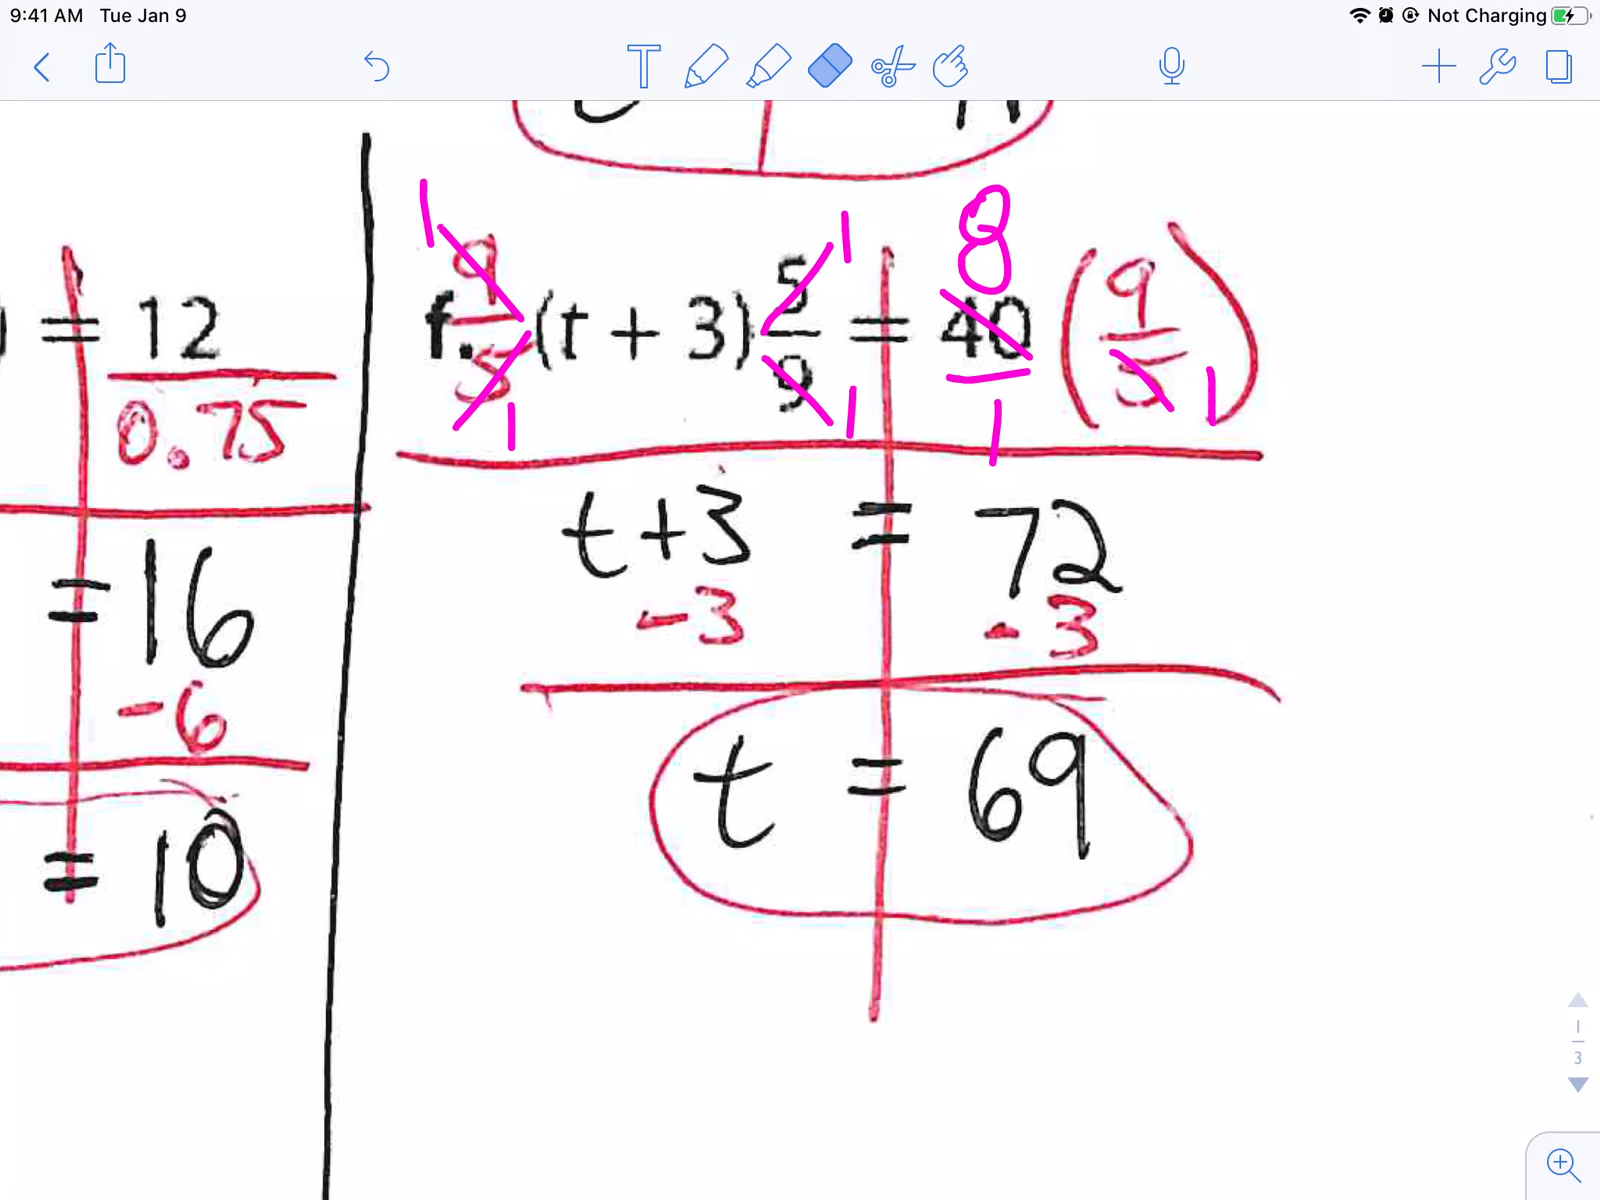 9:41 AM Tue Jan 9
Not Charging
T
= 12
0.75
= 16
-6
= 10
1 1 8
f. 9/5 (t + 3) 5/9 = 40 (9/5)
1 1 1 1
t+3 = 72
-3 -3
t = 69
1
3